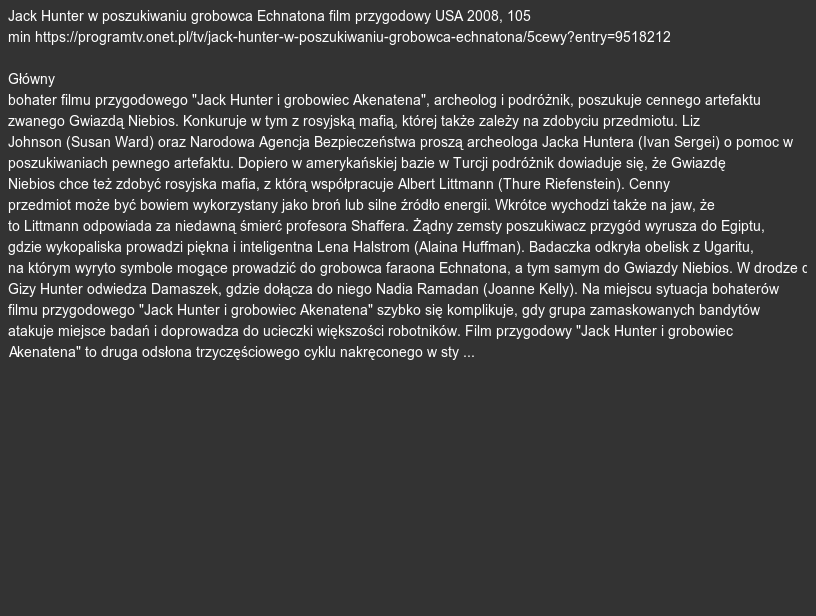 Jack Hunter w poszukiwaniu grobowca Echnatona film przygodowy USA 2008, 105
min https://programtv.onet.pl/tv/jack-hunter-w-poszukiwaniu-grobowca-echnatona/5cewy?entry=9518212
Główny
bohater filmu przygodowego "Jack Hunter i grobowiec Akenatena", archeolog i podróżnik, poszukuje cennego artefaktu
zwanego Gwiazdą Niebios. Konkuruje w tym z rosyjską mafią, której także zależy na zdobyciu przedmiotu. Liz
Johnson (Susan Ward) oraz Narodowa Agencja Bezpieczeństwa proszą archeologa Jacka Huntera (Ivan Sergei) o pomoc w
poszukiwaniach pewnego artefaktu. Dopiero w amerykańskiej bazie w Turcji podróżnik dowiaduje się, że Gwiazdę
Niebios chce też zdobyć rosyjska mafia, z którą współpracuje Albert Littmann (Thure Riefenstein). Cenny
przedmiot może być bowiem wykorzystany jako broń lub silne źródło energii. Wkrótce wychodzi także na jaw, że
to Littmann odpowiada za niedawną śmierć profesora Shaffera. Żądny zemsty poszukiwacz przygód wyrusza do Egiptu,
gdzie wykopaliska prowadzi piękna i inteligentna Lena Halstrom (Alaina Huffman). Badaczka odkryła obelisk z Ugaritu,
na którym wyryto symbole mogące prowadzić do grobowca faraona Echnatona, a tym samym do Gwiazdy Niebios. W drodze
Gizy Hunter odwiedza Damaszek, gdzie dołącza do niego Nadia Ramadan (Joanne Kelly). Na miejscu sytuacja bohaterów
filmu przygodowego "Jack Hunter i grobowiec Akenatena" szybko się komplikuje, gdy grupa zamaskowanych bandytów
atakuje miejsce badań i doprowadza do ucieczki większości robotników. Film przygodowy "Jack Hunter i grobowiec
Akenatena" to druga odsłona trzyczęściowego cyklu nakręconego w sty ...